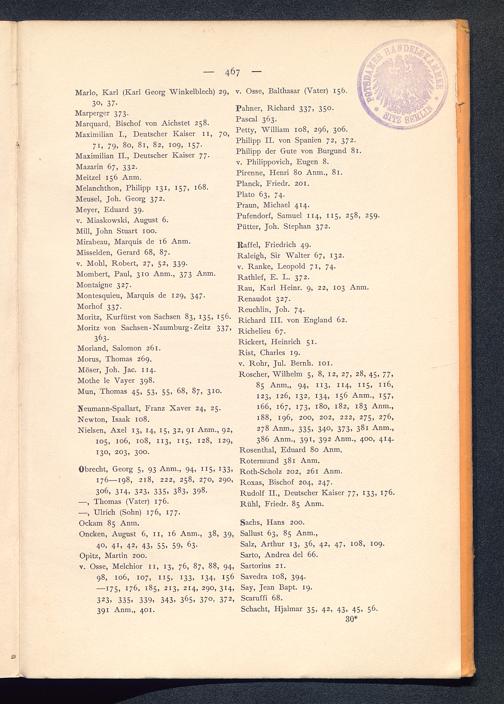 — 467 —
POTSDAMER HANDELSKAMMER
SITZ BERLIN
Marlo, Karl (Karl Georg Winkelblech) 29,
30, 37.
Marperger 373.
Marquard, Bischof von Aichstet 258.
Maximilian I., Deutscher Kaiser 11, 70,
71, 79, 80, 81, 82, 109, 157.
Maximilian II., Deutscher Kaiser 77.
Mazarin 67, 332.
Meitzel 156 Anm.
Melanchthon, Philipp 131, 157, 168.
Meusel, Joh. Georg 372.
Meyer, Eduard 39.
v. Miaskowski, August 6.
Mill, John Stuart 100.
Mirabeau, Marquis de 16 Anm.
Misselden, Gerard 68, 87.
v. Mohl, Robert, 27, 52, 339.
Mombert, Paul, 310 Anm., 373 Anm.
Montaigne 327.
Montesquieu, Marquis de 129, 347.
Morhof 337.
Moritz, Kurfürst von Sachsen 83, 135, 156.
Moritz von Sachsen-Naumburg-Zeitz 337,
363.
Morland, Salomon 261.
Morus, Thomas 269.
Möser, Joh. Jac. 114.
Mothe le Vayer 398.
Mun, Thomas 45, 53, 55, 68, 87, 310.
Neumann-Spallart, Franz Xaver 24, 25.
Newton, Isaak 108.
Nielsen, Axel 13, 14, 15, 32, 91 Anm., 92,
105, 106, 108, 113, 115, 128, 129,
130, 203, 300.
Obrecht, Georg 5, 93 Anm., 94, 115, 133,
176—198, 218, 222, 258, 270, 290,
306, 314, 323, 335, 383, 398.
—, Thomas (Vater) 176.
—, Ulrich (Sohn) 176, 177.
Ockam 85 Anm.
Oncken, August 6, 11, 16 Anm., 38, 39,
40, 41, 42, 43, 55, 59, 63.
Opitz, Martin 200.
v. Osse, Melchior 11, 13, 76, 87, 88, 94,
98, 106, 107, 115, 133, 134, 156
—175, 176, 185, 213, 214, 290, 314,
323, 335, 339, 343, 365, 370, 372,
391 Anm., 401.
v. Osse, Balthasar (Vater) 156.
Pahner, Richard 337, 350.
Pascal 363.
Petty, William 108, 296, 306.
Philipp II. von Spanien 72, 372.
Philipp der Gute von Burgund 81.
v. Philippovich, Eugen 8.
Pirenne, Henri 80 Anm., 81.
Planck, Friedr. 201.
Plato 63, 74.
Praun, Michael 414.
Pufendorf, Samuel 114, 115, 258, 259.
Pütter, Joh. Stephan 372.
Raffel, Friedrich 49.
Raleigh, Sir Walter 67, 132.
v. Ranke, Leopold 71, 74.
Rathlef, E. L. 372.
Rau, Karl Heinr. 9, 22, 103 Anm.
Renaudot 327.
Reuchlin, Joh. 74.
Richard III. von England 62.
Richelieu 67.
Rickert, Heinrich 51.
Rist, Charles 19.
v. Rohr, Jul. Bernh. 101.
Roscher, Wilhelm 5, 8, 12, 27, 28, 45, 77,
85 Anm., 94, 113, 114, 115, 116,
123, 126, 132, 134, 156 Anm., 157,
166, 167, 173, 180, 182, 183 Anm.,
188, 196, 200, 202, 222, 275, 276,
278 Anm., 335, 340, 373, 381 Anm.,
386 Anm., 391, 392 Anm., 400, 414.
Rosenthal, Eduard 80 Anm.
Rotermund 381 Anm.
Roth-Scholz 202, 261 Anm.
Roxas, Bischof 204, 247.
Rudolf II., Deutscher Kaiser 77, 133, 176.
Rühl, Friedr. 85 Anm.
Sachs, Hans 200.
Sallust 63, 85 Anm.,
Salz, Arthur 13, 36, 42, 47, 108, 109.
Sarto, Andrea del 66.
Sartorius 21.
Savedra 108, 394.
Say, Jean Bapt. 19.
Scaruffi 68.
Schacht, Hjalmar 35, 42, 43, 45, 56.
30*